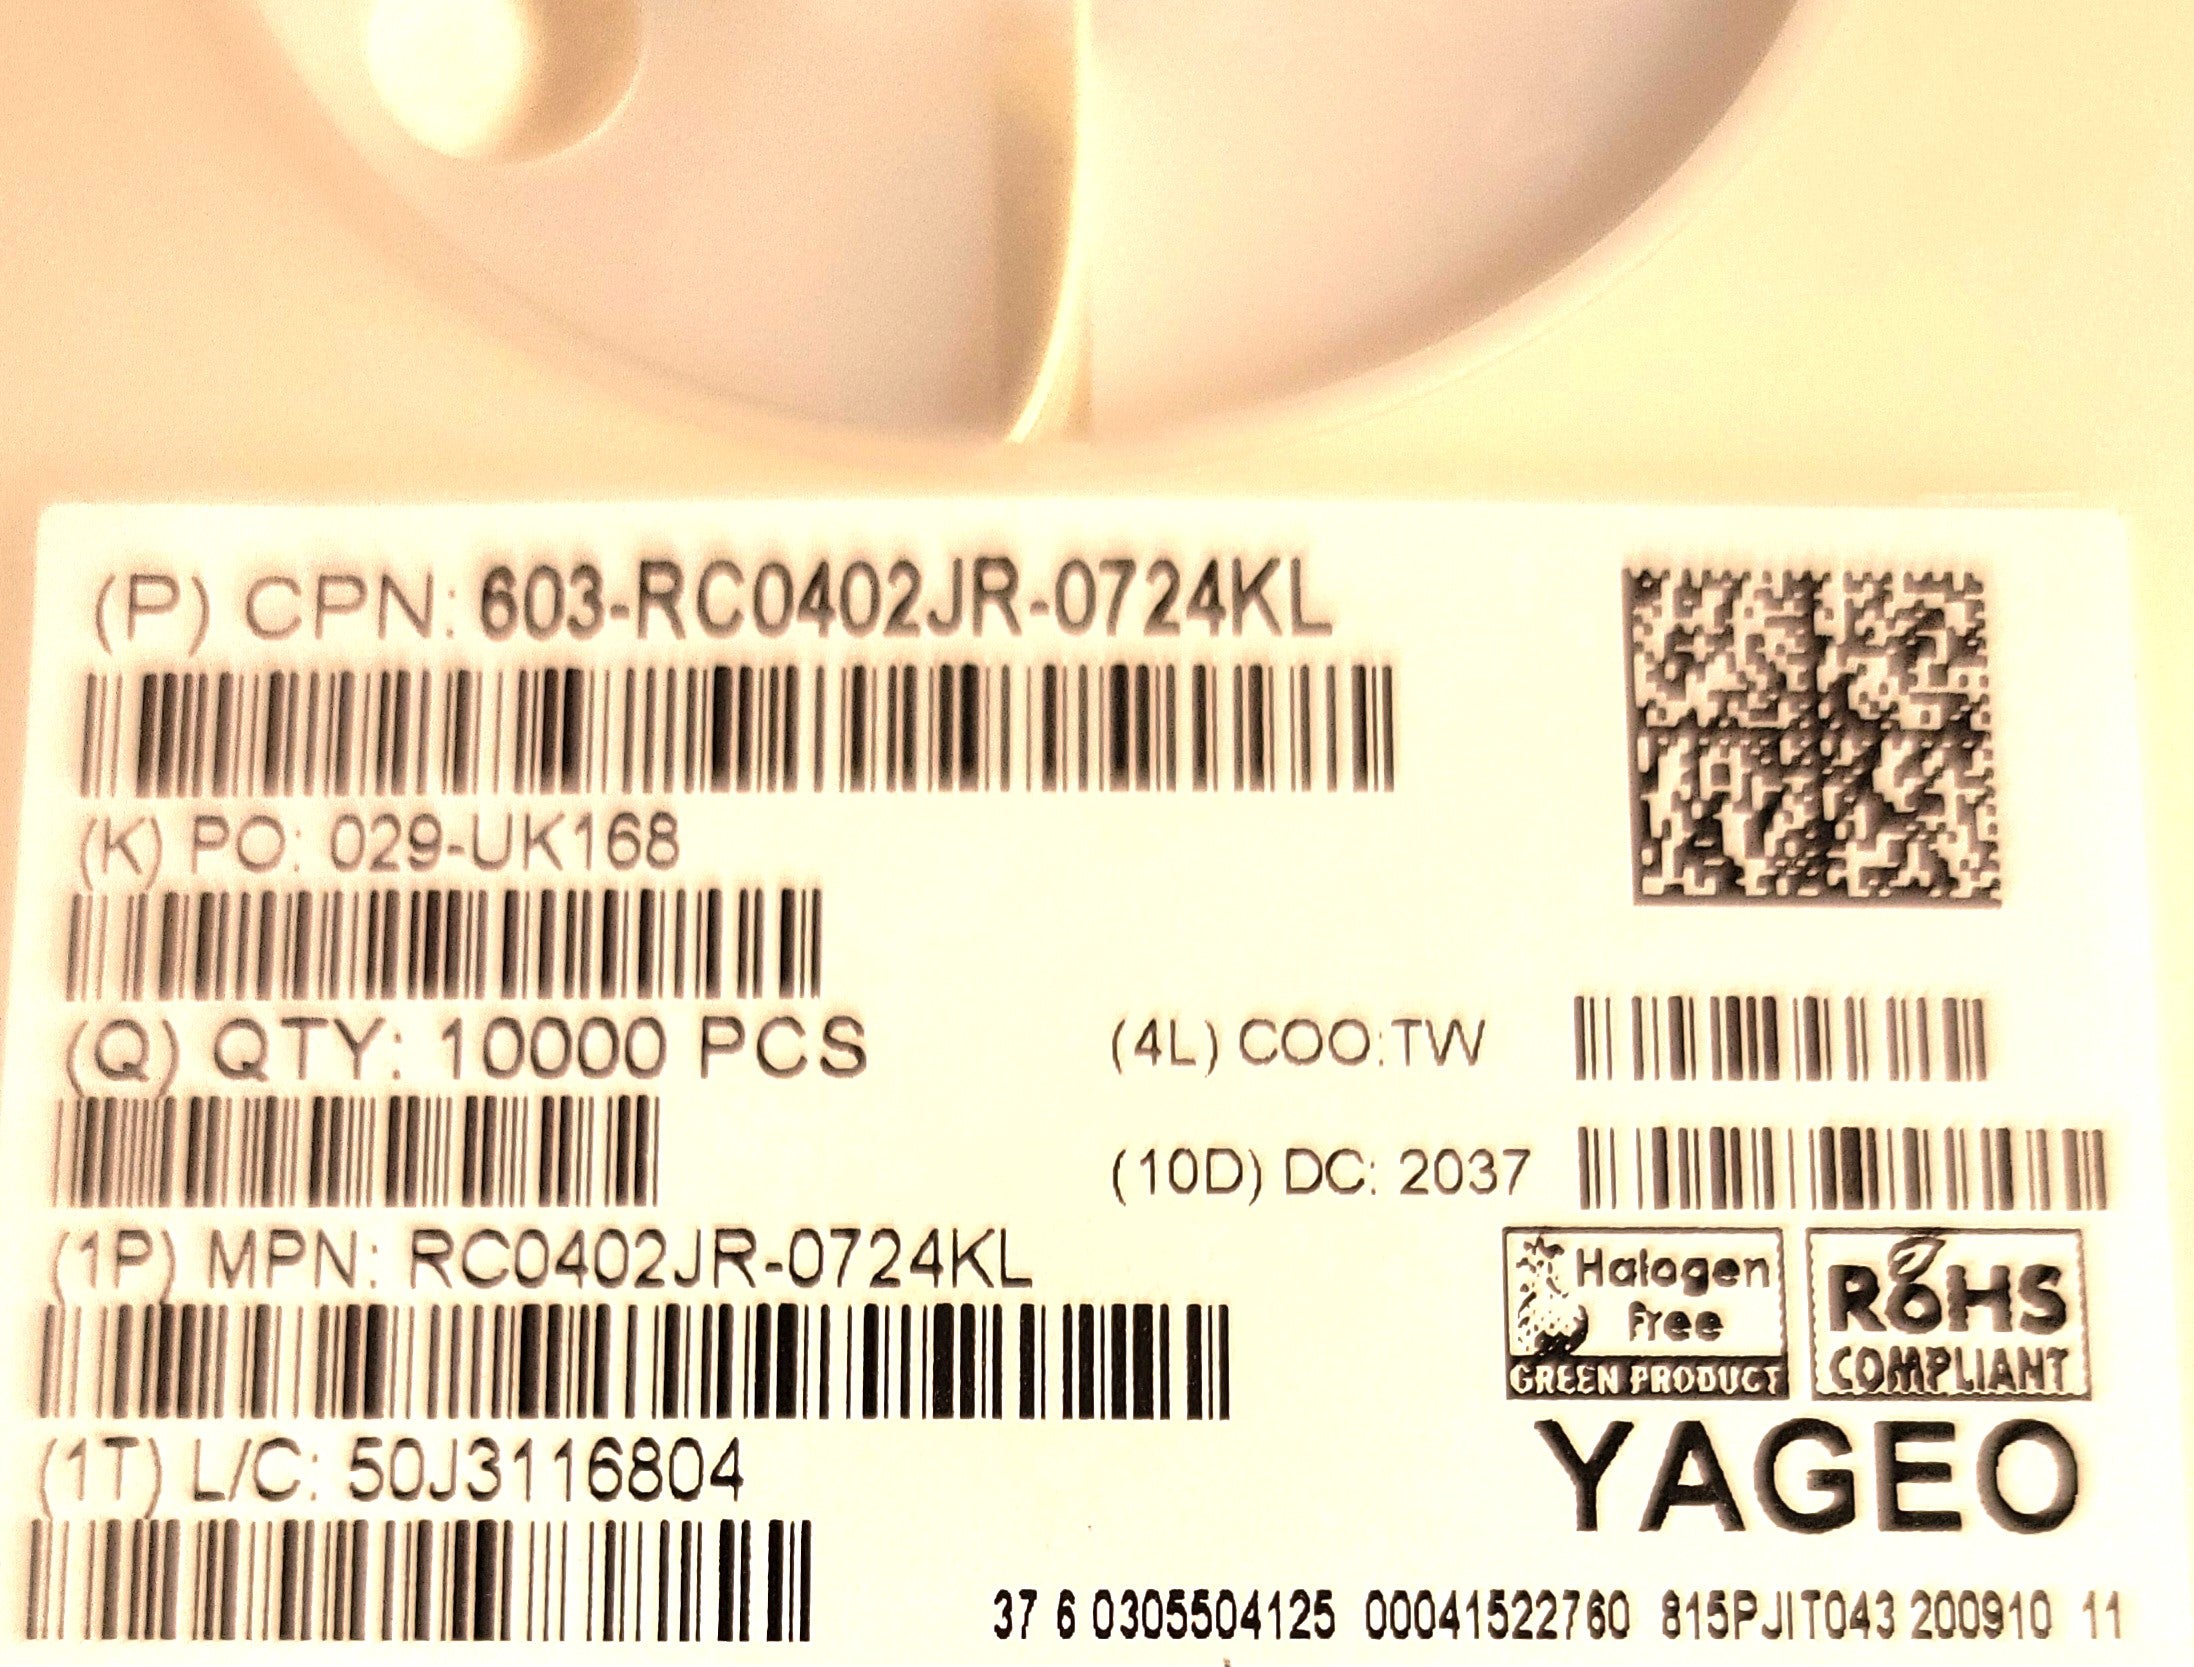 (P) CPN: 603-RC0402JR-0724KL
(K) PO: 029-UK168
(Q) QTY: 10000 PCS
(4L) COO:TW
(10D) DC: 2037
(1P) MPN: RC0402JR-0724KL
Halogen
Free
GREEN PRODUCT
RoHS
COMPLIANT
(1T) L/C: 50J3116804
YAGEO
37 6 0305504125 00041522760 815PJIT043 200910 11